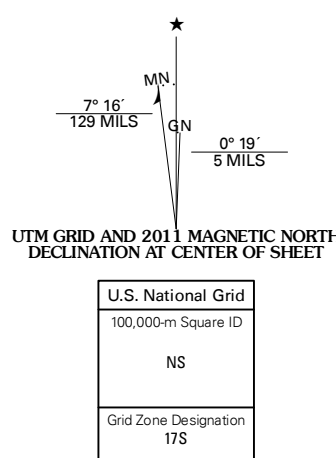 ★
MN
GN
7° 16´
129 MILS
0° 19´
5 MILS
UTM GRID AND 2011 MAGNETIC NORTH
DECLINATION AT CENTER OF SHEET
U.S. National Grid
100,000-m Square ID
NS
Grid Zone Designation
17S